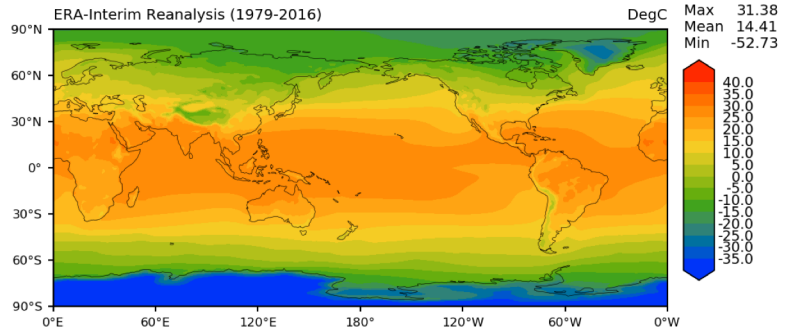 ERA-Interim Reanalysis (1979-2016)
DegC
Max 31.38
Mean 14.41
Min -52.73
90°N
60°N
30°N
0°
30°S
60°S
90°S
0°E
60°E
120°E
180°
120°W
60°W
0°W
40.0
35.0
30.0
25.0
20.0
15.0
10.0
5.0
0.0
-5.0
-10.0
-15.0
-20.0
-25.0
-30.0
-35.0